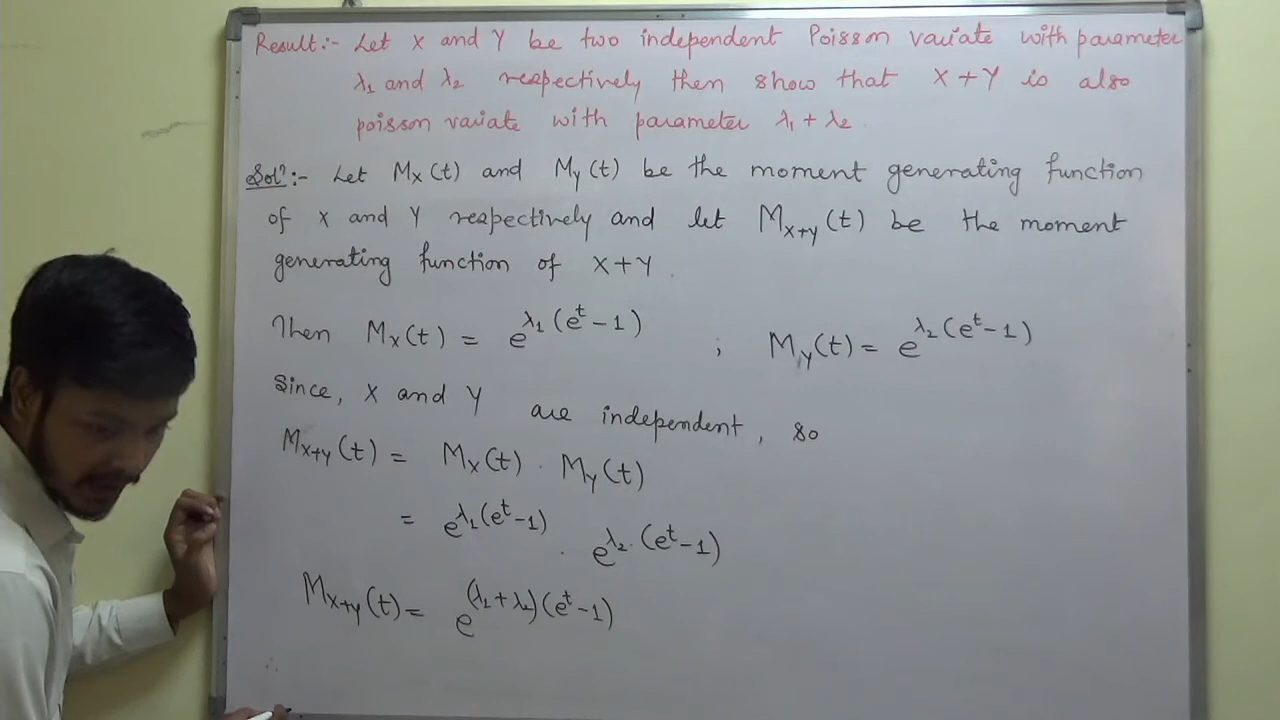 Result:- Let X and Y be two independent Poisson variate with parameter
λ₁ and λ₂ respectively then show that X+Y is also
poisson variate with parameter λ₁+λ₂.
Solⁿ:- Let Mx(t) and My(t) be the moment generating function
of X and Y respectively and let Mx+y(t) be the moment
generating function of X+Y.
Then Mx(t) = e^λ₁(e^t-1) ; My(t) = e^λ₂(e^t-1)
Since, X and Y are independent, so
Mx+y(t) = Mx(t) . My(t)
= e^λ₁(e^t-1) . e^λ₂.(e^t-1)
Mx+y(t) = e^(λ₁+λ₂)(e^t-1)
∴